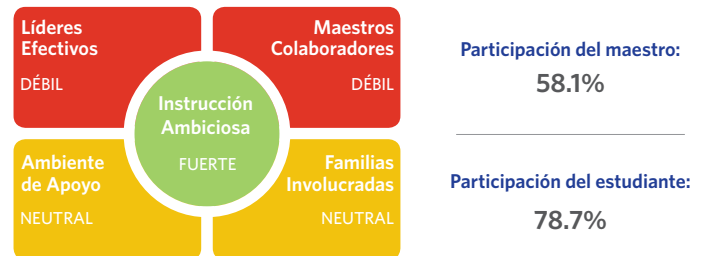 Líderes
Efectivos
DÉBIL
Maestros
Colaboradores
DÉBIL
Instrucción
Ambiciosa
FUERTE
Ambiente
de Apoyo
NEUTRAL
Familias
Involucradas
NEUTRAL
Participación del maestro:
58.1%
Participación del estudiante:
78.7%